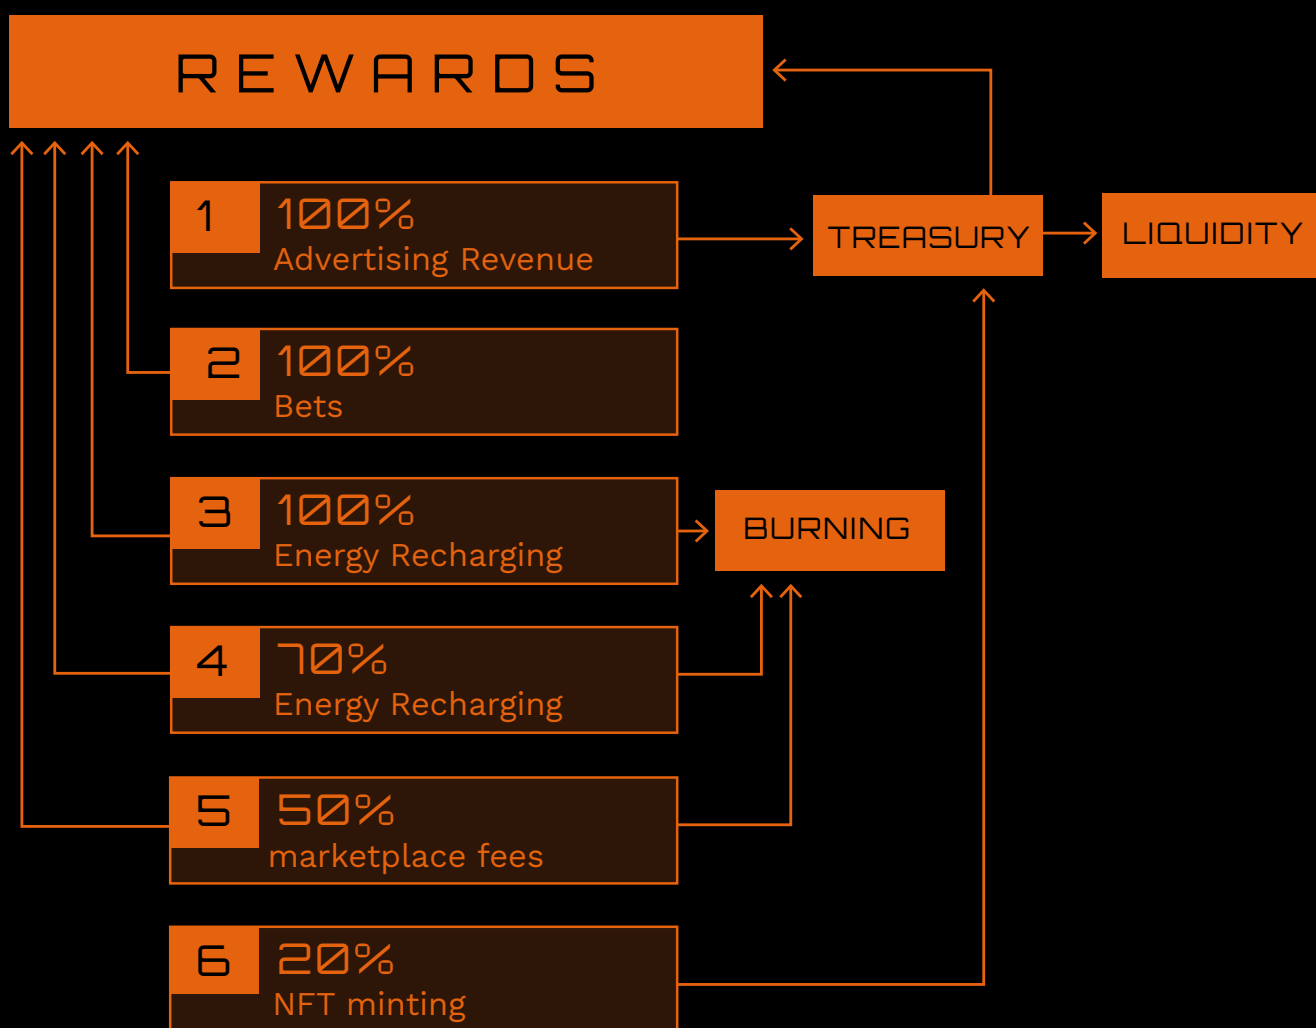 REWARDS
1
100%
Advertising Revenue
TREASURY
LIQUIDITY
2
100%
Bets
3
100%
Energy Recharging
BURNING
4
70%
Energy Recharging
5
50%
marketplace fees
6
20%
NFT minting